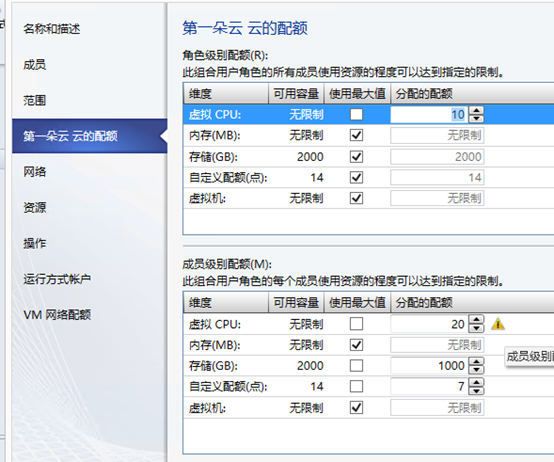 名称和描述
成员
范围
第一朵云 云的配额
网络
资源
操作
运行方式帐户
VM 网络配额
第一朵云 云的配额
角色级别配额(R):
此组合用户角色的所有成员使用资源的程度可以达到指定的限制。
维度 可用容量 使用最大值 分配的配额
虚拟 CPU: 无限制 10
内存(MB): 无限制 无限制
存储(GB): 2000 2000
自定义配额(点): 14 14
虚拟机: 无限制 无限制
成员级别配额(M):
此组合用户角色的每个成员使用资源的程度可以达到指定的限制。
维度 可用容量 使用最大值 分配的配额
虚拟 CPU: 无限制 20
内存(MB): 无限制 无限制
成员级别
存储(GB): 2000 1000
自定义配额(点): 14 7
虚拟机: 无限制 无限制